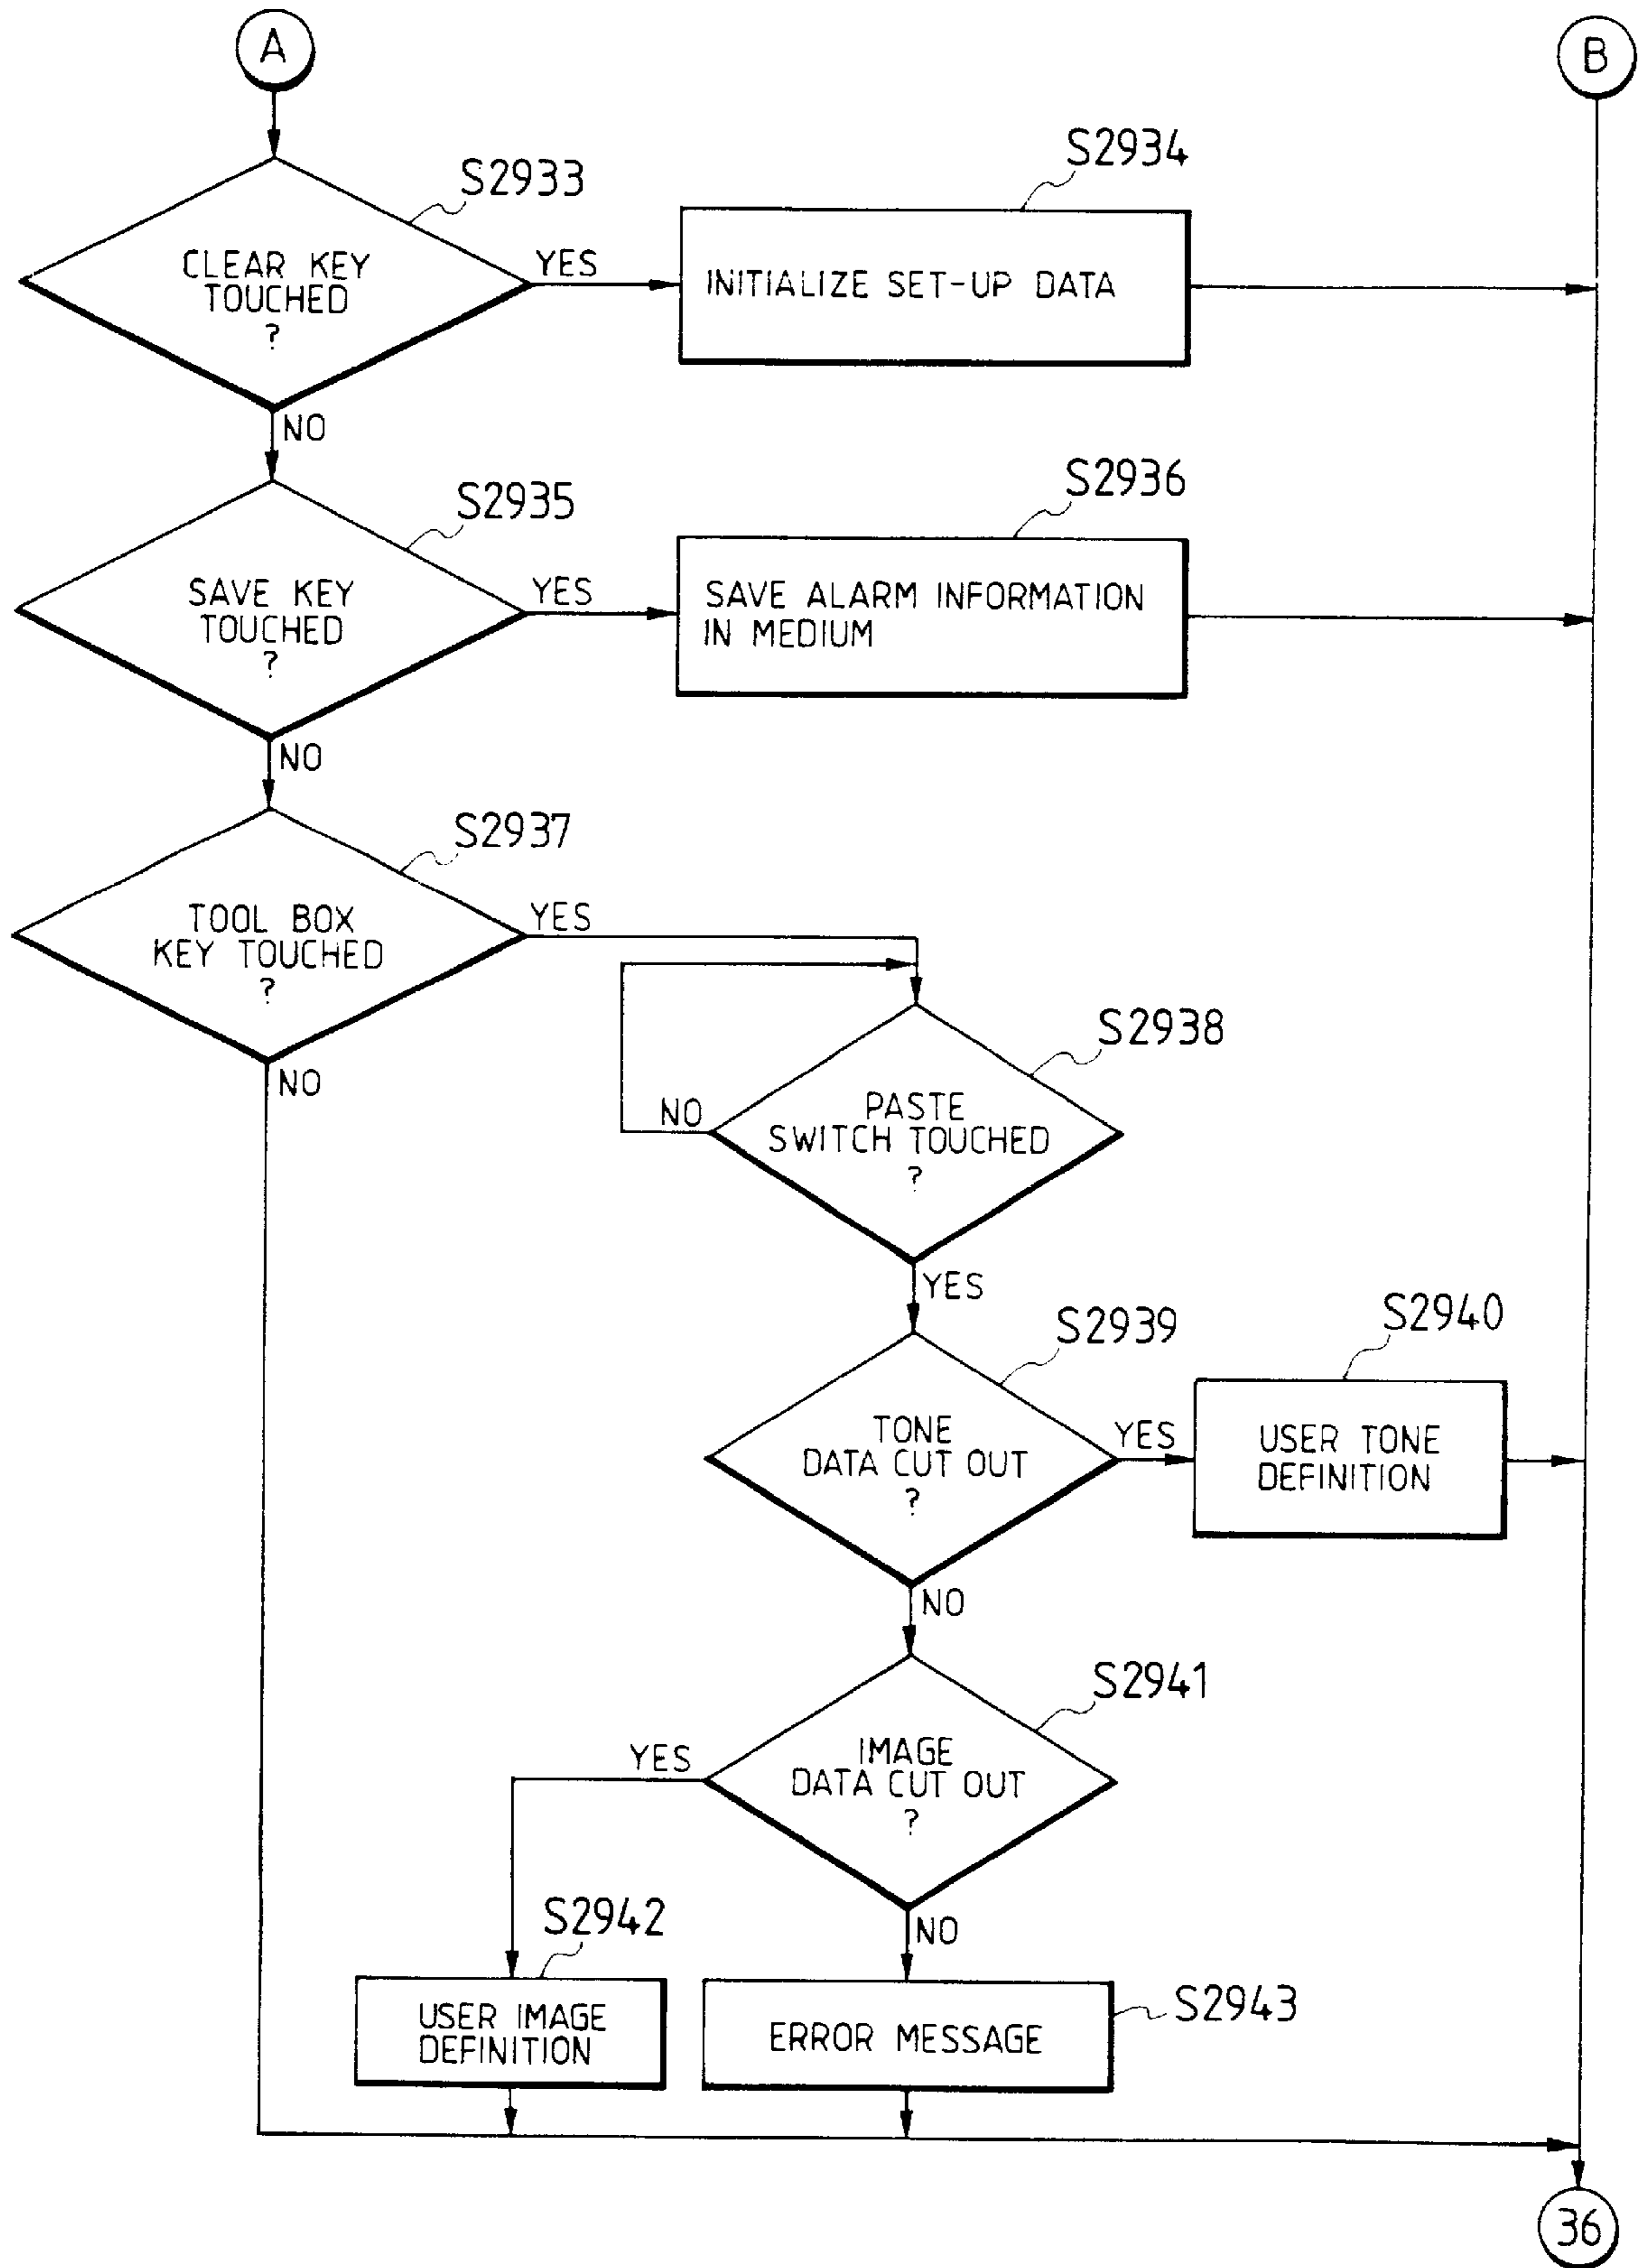 A
B
S2933
S2934
CLEAR KEY
TOUCHED
?
YES
INITIALIZE SET-UP DATA
NO
S2935
S2936
SAVE KEY
TOUCHED
?
YES
SAVE ALARM INFORMATION
IN MEDIUM
NO
S2937
TOOL BOX
KEY TOUCHED
?
YES
NO
S2938
PASTE
SWITCH TOUCHED
?
NO
YES
S2939
S2940
TONE
DATA CUT OUT
?
YES
USER TONE
DEFINITION
NO
S2941
IMAGE
DATA CUT OUT
?
YES
NO
S2942
USER IMAGE
DEFINITION
S2943
ERROR MESSAGE
36